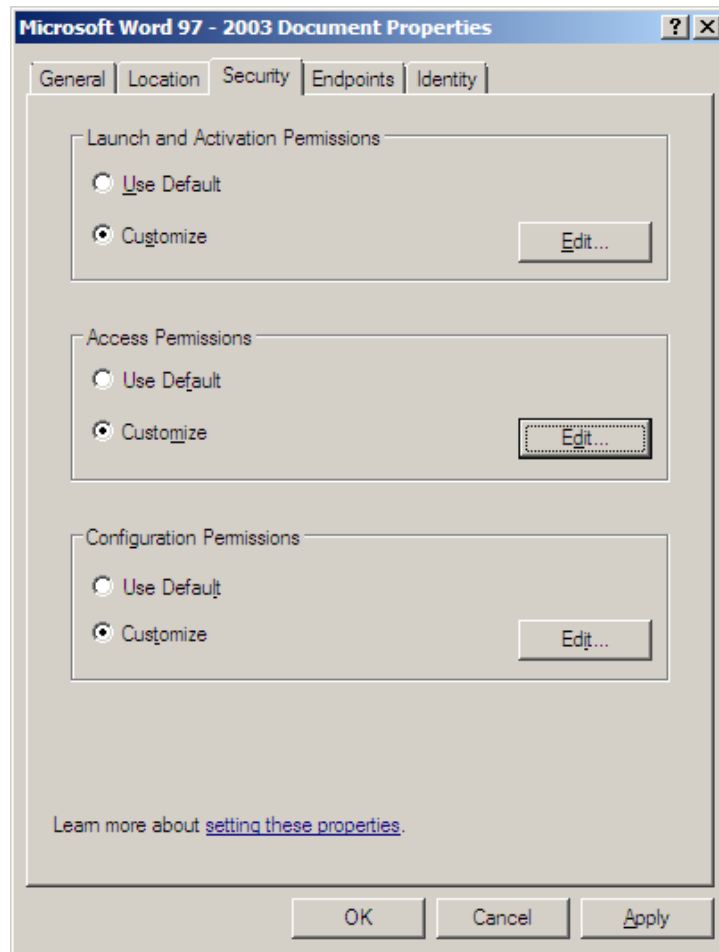 Microsoft Word 97 - 2003 Document Properties
General Location Security Endpoints Identity
Launch and Activation Permissions
Use Default
Customize Edit...
Access Permissions
Use Default
Customize Edit...
Configuration Permissions
Use Default
Customize Edit...
Learn more about setting these properties.
OK Cancel Apply